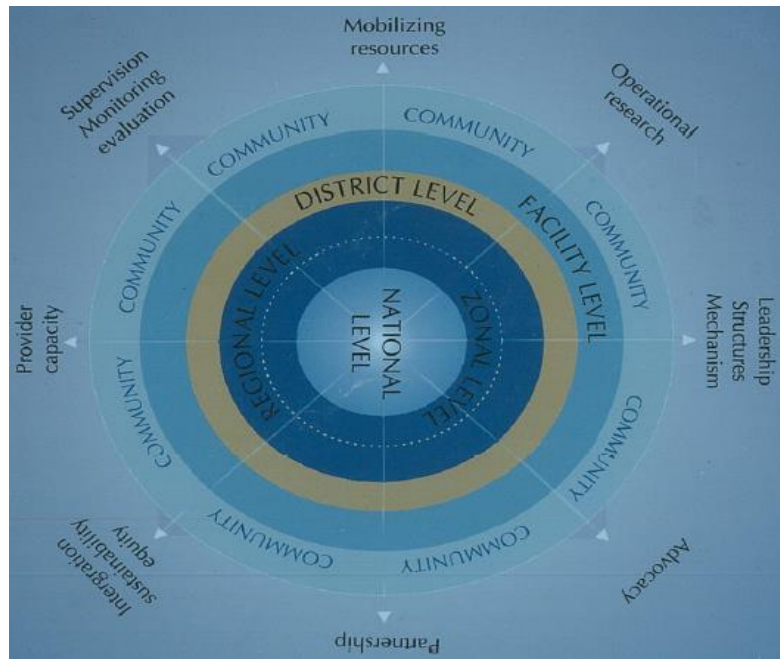 Mobilizing
resources
Operational
research
Leadership
Structures
Mechanism
Advocacy
Partnership
Intergration
sustainability
equity
Provider
capacity
Supervision
Monitoring
evaluation
COMMUNITY
COMMUNITY
COMMUNITY
COMMUNITY
COMMUNITY
COMMUNITY
COMMUNITY
COMMUNITY
FACILITY LEVEL
DISTRICT LEVEL
REGIONAL LEVEL
ZONAL LEVEL
NATIONAL
LEVEL